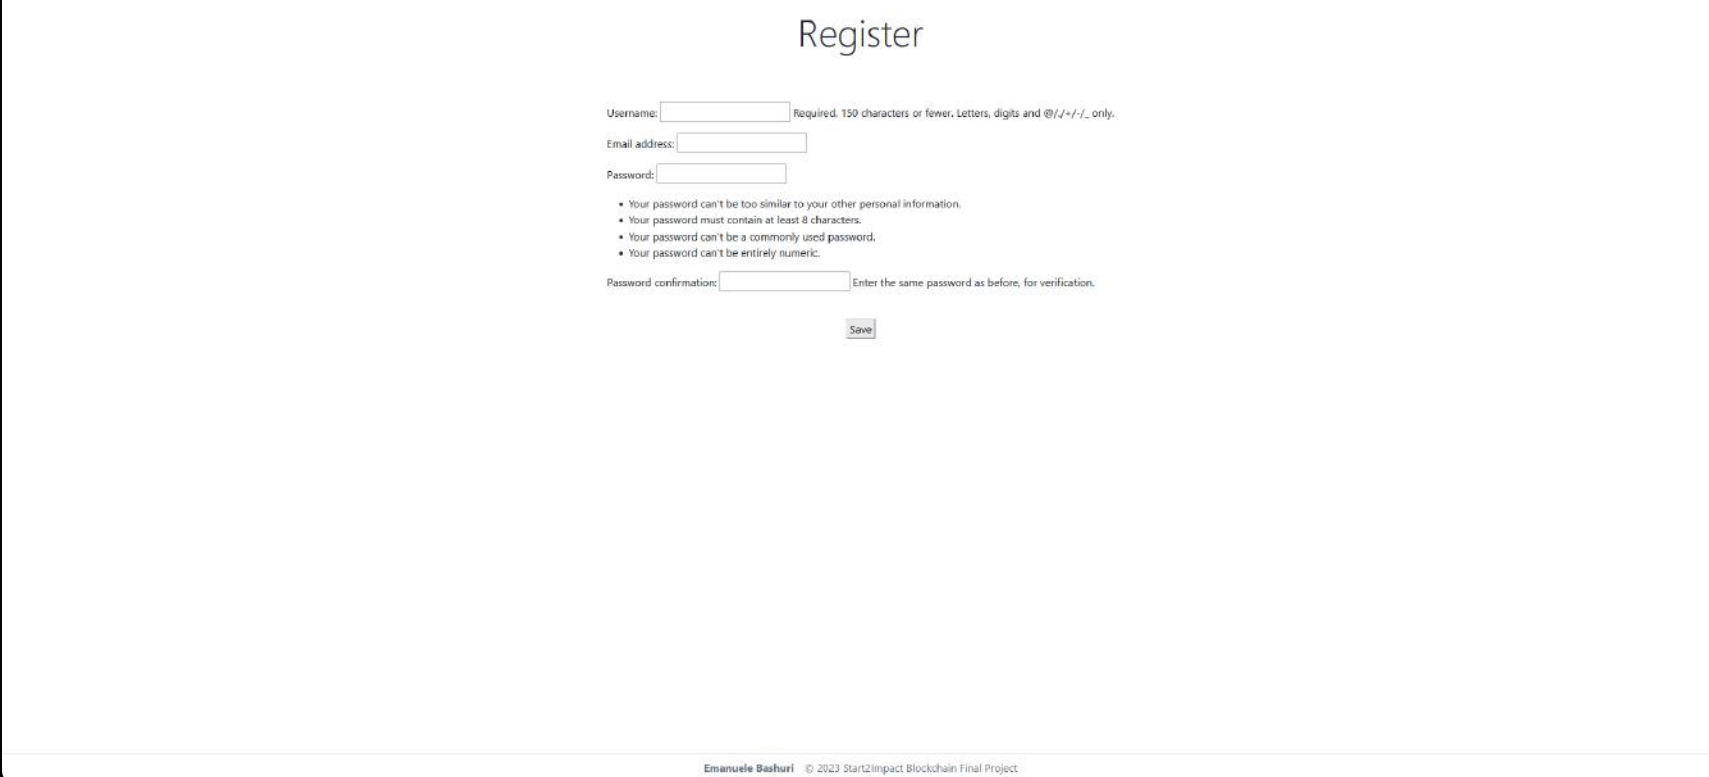 Register
Username: Required. 150 characters or fewer. Letters, digits and @/./+/-/_ only.
Email address:
Password:
• Your password can't be too similar to your other personal information.
• Your password must contain at least 8 characters.
• Your password can't be a commonly used password.
• Your password can't be entirely numeric.
Password confirmation: Enter the same password as before, for verification.
Save
Emanuele Bashuri © 2023 Start2Impact Blockchain Final Project